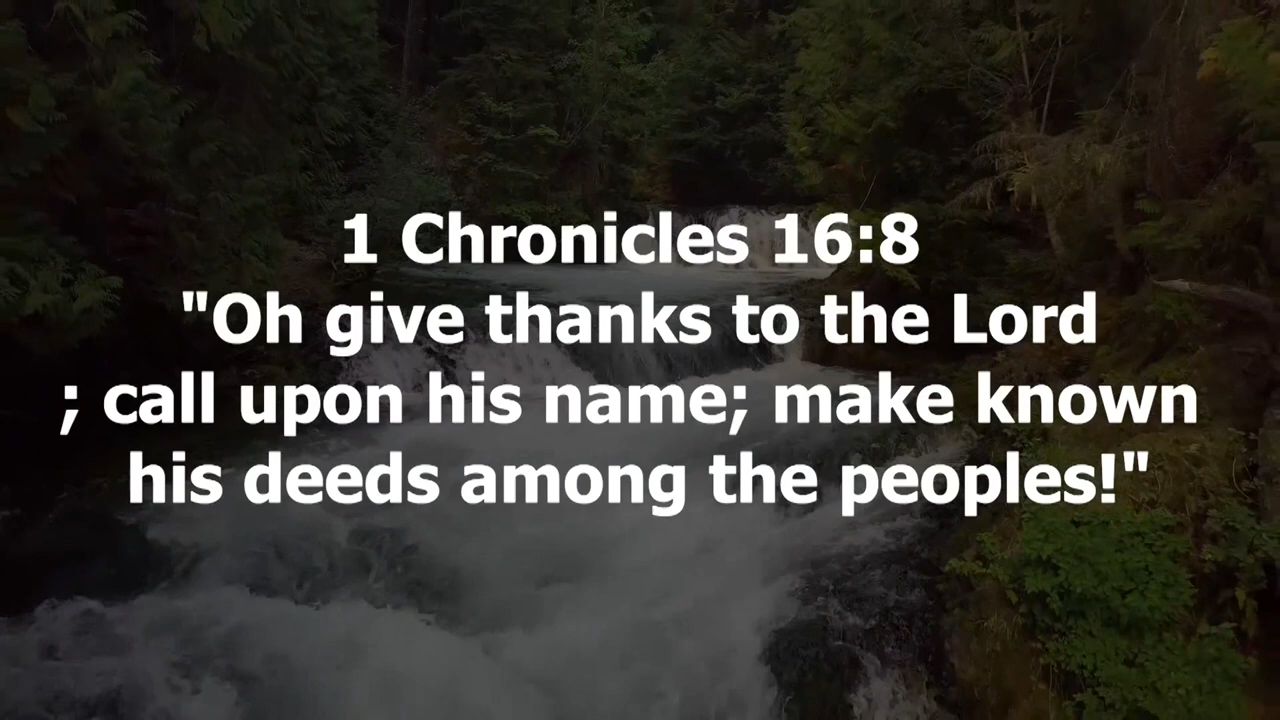 1 Chronicles 16:8
"Oh give thanks to the Lord
; call upon his name; make known
his deeds among the peoples!"